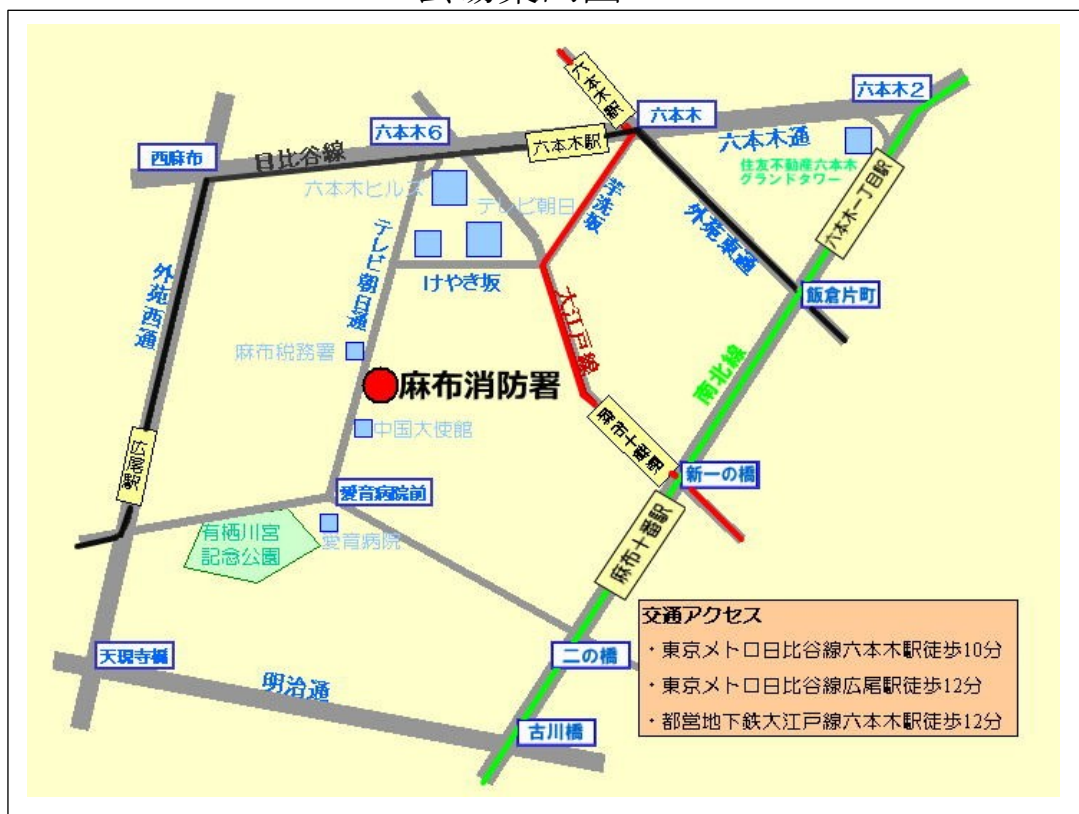 六本木駅
六本木
六本木2
六本木6
六本木駅
六本木通
西麻布
日比谷線
住友不動産六本木
グランドタワー
六本木ヒルズ
テレビ朝日
芋洗坂
外苑東通
六本木一丁目駅
テレビ朝日通
けやき坂
飯倉片町
外苑西通
大江戸線
麻布税務署
麻布消防署
南北線
中国大使館
麻布十番駅
新一の橋
広尾駅
愛育病院前
有栖川宮
記念公園
愛育病院
麻布十番駅
交通アクセス
・東京メトロ日比谷線六本木駅徒歩10分
・東京メトロ日比谷線広尾駅徒歩12分
・都営地下鉄大江戸線六本木駅徒歩12分
天現寺橋
二の橋
明治通
古川橋